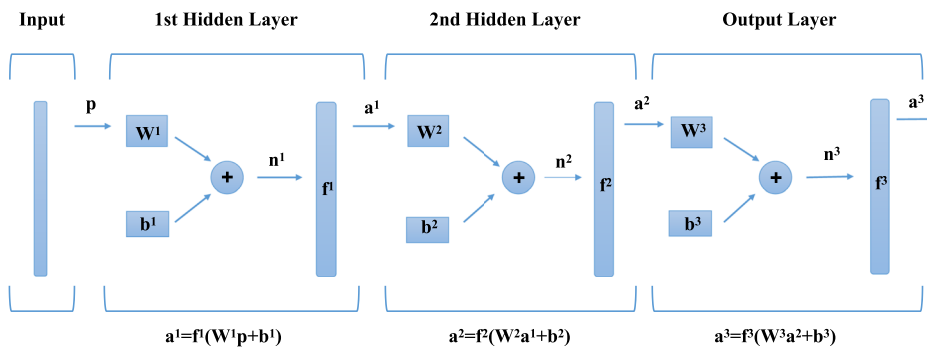 Input
1st Hidden Layer
2nd Hidden Layer
Output Layer
p
W¹
b¹
+
n¹
f¹
a¹
W²
b²
+
n²
f²
a²
W³
b³
+
n³
f³
a³
a¹=f¹(W¹p+b¹)
a²=f²(W²a¹+b²)
a³=f³(W³a²+b³)